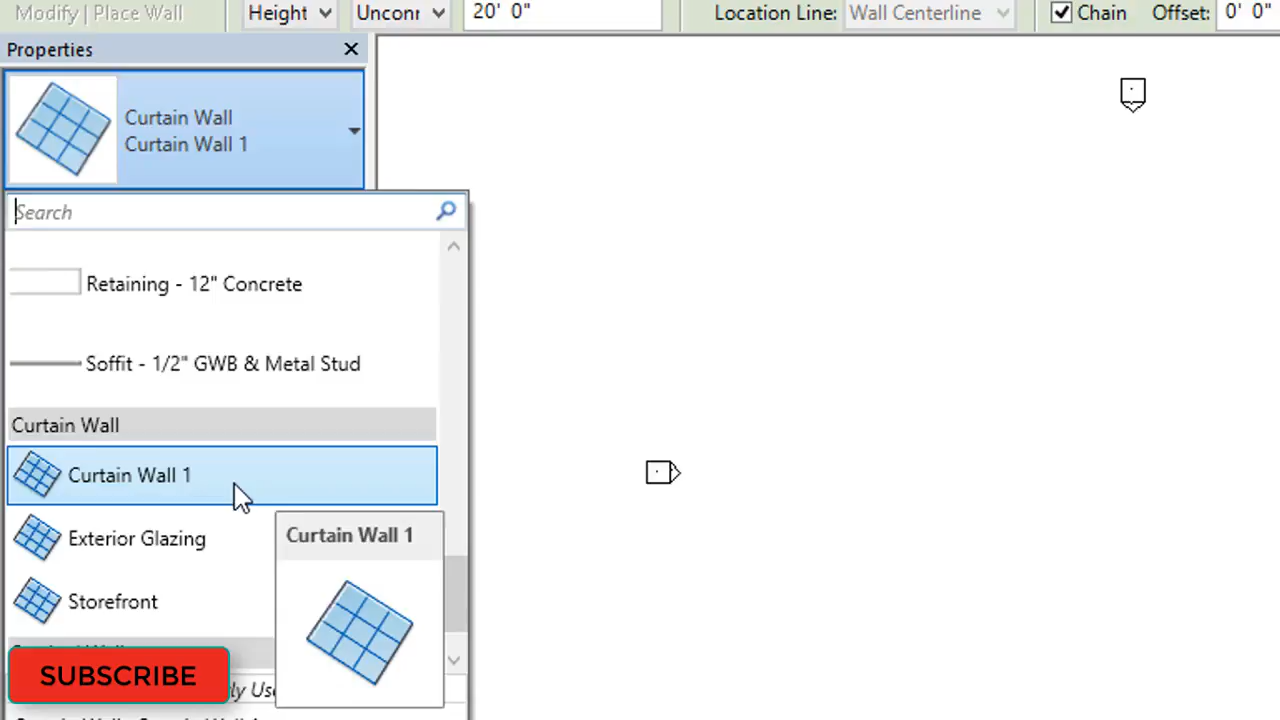 Modify | Place Wall Height Unconr 20' 0" Location Line: Wall Centerline Chain Offset: 0' 0"
Properties
Curtain Wall
Curtain Wall 1
Search
Retaining - 12" Concrete
Soffit - 1/2" GWB & Metal Stud
Curtain Wall
Curtain Wall 1
Curtain Wall 1
Exterior Glazing
Storefront
SUBSCRIBE